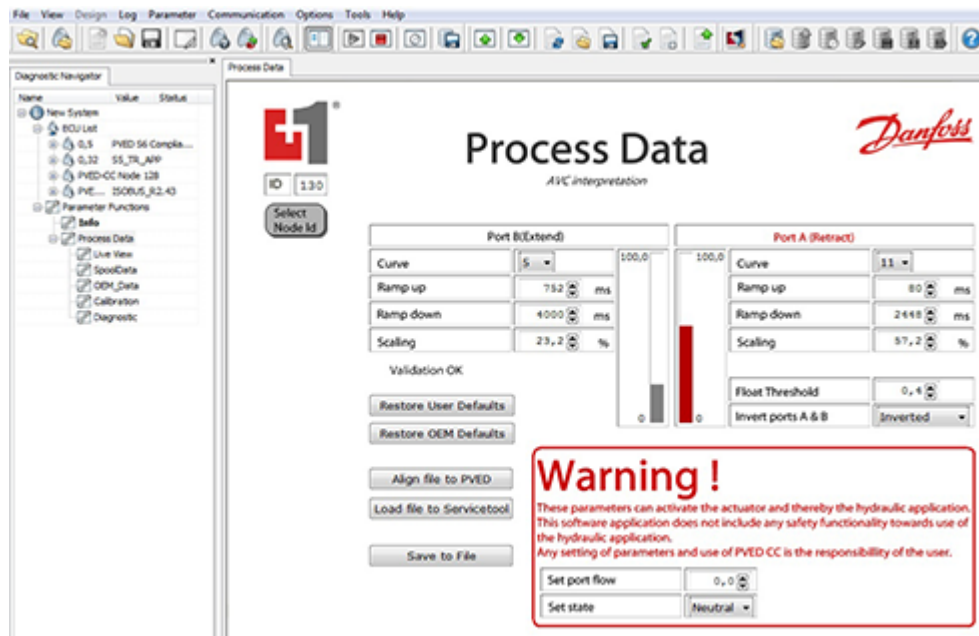 File View Design Log Parameter Communication Options Tools Help
Diagnostic Navigator
Process Data
Name Value Status
New System
ECU List
0,5 PVED S6 Complia...
0,32 S5_TR_APP
PVED-CC Node 128
PVE... ISOBUS_R2.43
Parameter Functions
Info
Process Data
Live View
SpoolData
OEM_Data
Calibration
Diagnostic
+1 ®
Process Data
Danfoss
AVC interpretation
ID 130
Select
Node Id
Port B(Extend)
Curve 5
Ramp up 752 ms
Ramp down 4000 ms
Scaling 23,2 %
100,0
0
Port A (Retract)
100,0
0
Curve 11
Ramp up 80 ms
Ramp down 2448 ms
Scaling 57,2 %
Float Threshold 0,4
Invert ports A & B Inverted
Validation OK
Restore User Defaults
Restore OEM Defaults
Align file to PVED
Load file to Servicetool
Save to File
Warning !
These parameters can activate the actuator and thereby the hydraulic application.
This software application does not include any safety functionality towards use of
the hydraulic application.
Any setting of parameters and use of PVED CC is the responsibillity of the user.
Set port flow 0,0
Set state Neutral